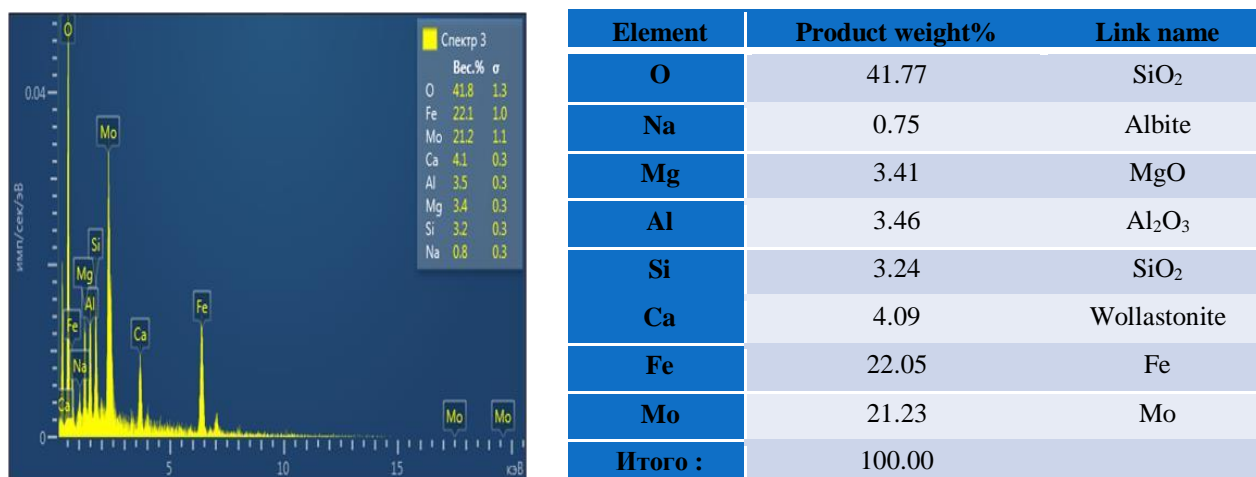 Спектр 3
Вес.% σ
O 41.8 1.3
Fe 22.1 1.0
Mo 21.2 1.1
Ca 4.1 0.3
Al 3.5 0.3
Mg 3.4 0.3
Si 3.2 0.3
Na 0.8 0.3
O
Mo
0.04
Si
Mg
Al
Fe
Fe
Ca
Na
Ca
Mo Mo
0
5 10 15 кэВ
имп/сек/эВ
Element Product weight% Link name
O 41.77 SiO₂
Na 0.75 Albite
Mg 3.41 MgO
Al 3.46 Al₂O₃
Si 3.24 SiO₂
Ca 4.09 Wollastonite
Fe 22.05 Fe
Mo 21.23 Mo
Итого : 100.00